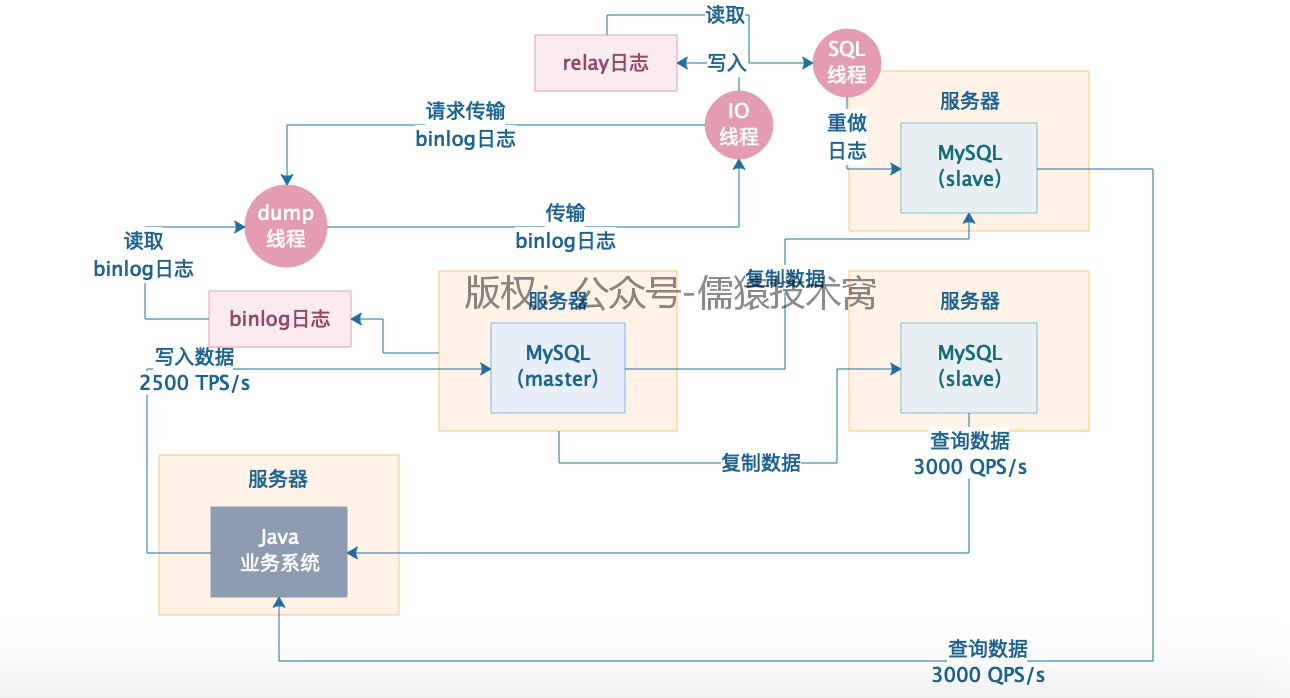 读取
relay日志
写入
SQL
线程
服务器
请求传输
binlog日志
IO
线程
重做
日志
MySQL
(slave)
dump
线程
传输
binlog日志
读取
binlog日志
复制数据
版权：公众号-儒猿技术窝
服务器
服务器
binlog日志
MySQL
(master)
MySQL
(slave)
写入数据
2500 TPS/s
复制数据
查询数据
3000 QPS/s
服务器
Java
业务系统
查询数据
3000 QPS/s